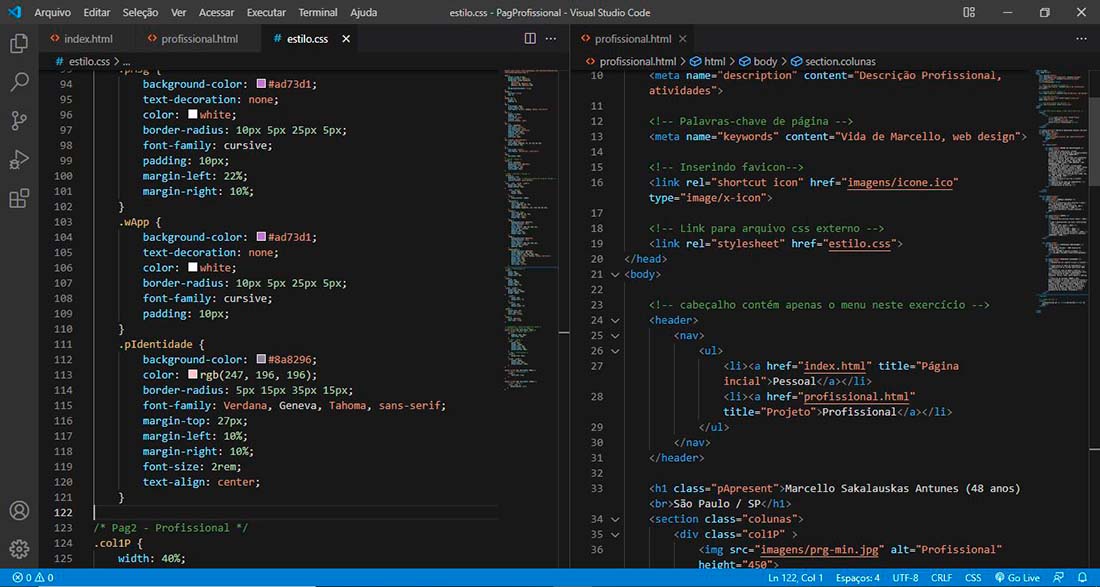 Arquivo Editar Seleção Ver Acessar Executar Terminal Ajuda estilo.css - PagProfissional - Visual Studio Code
index.html profissional.html estilo.css
estilo.css > ...
94 background-color: #ad73d1;
95 text-decoration: none;
96 color: white;
97 border-radius: 10px 5px 25px 5px;
98 font-family: cursive;
99 padding: 10px;
100 margin-left: 22%;
101 margin-right: 10%;
102 }
103 .wApp {
104 background-color: #ad73d1;
105 text-decoration: none;
106 color: white;
107 border-radius: 10px 5px 25px 5px;
108 font-family: cursive;
109 padding: 10px;
110 }
111 .pIdentidade {
112 background-color: #8a8296;
113 color: rgb(247, 196, 196);
114 border-radius: 5px 15px 35px 15px;
115 font-family: Verdana, Geneva, Tahoma, sans-serif;
116 margin-top: 27px;
117 margin-left: 10%;
118 margin-right: 10%;
119 font-size: 2rem;
120 text-align: center;
121 }
122
123 /* Pag2 - Profissional */
124 .col1P {
125 width: 40%;
profissional.html
profissional.html > html > body > section.colunas
10 <meta name="description" content="Descrição Profissional,
atividades">
11
12 <!-- Palavras-chave de página -->
13 <meta name="keywords" content="Vida de Marcello, web design">
14
15 <!-- Inserindo favicon-->
16 <link rel="shortcut icon" href="imagens/icone.ico"
type="image/x-icon">
17
18 <!-- Link para arquivo css externo -->
19 <link rel="stylesheet" href="estilo.css">
20 </head>
21 <body>
22
23 <!-- cabeçalho contém apenas o menu neste exercício -->
24 <header>
25 <nav>
26 <ul>
27 <li><a href="index.html" title="Página
incial">Pessoal</a></li>
28 <li><a href="profissional.html"
title="Projeto">Profissional</a></li>
29 </ul>
30 </nav>
31 </header>
32
33 <h1 class="pApresent">Marcello Sakalauskas Antunes (48 anos)
<br>São Paulo / SP</h1>
34 <section class="colunas">
35 <div class="col1P" >
36 <img src="imagens/prg-min.jpg" alt="Profissional"
height="450">
0 0 Ln 122, Col 1 Espaços: 4 UTF-8 CRLF CSS Go Live